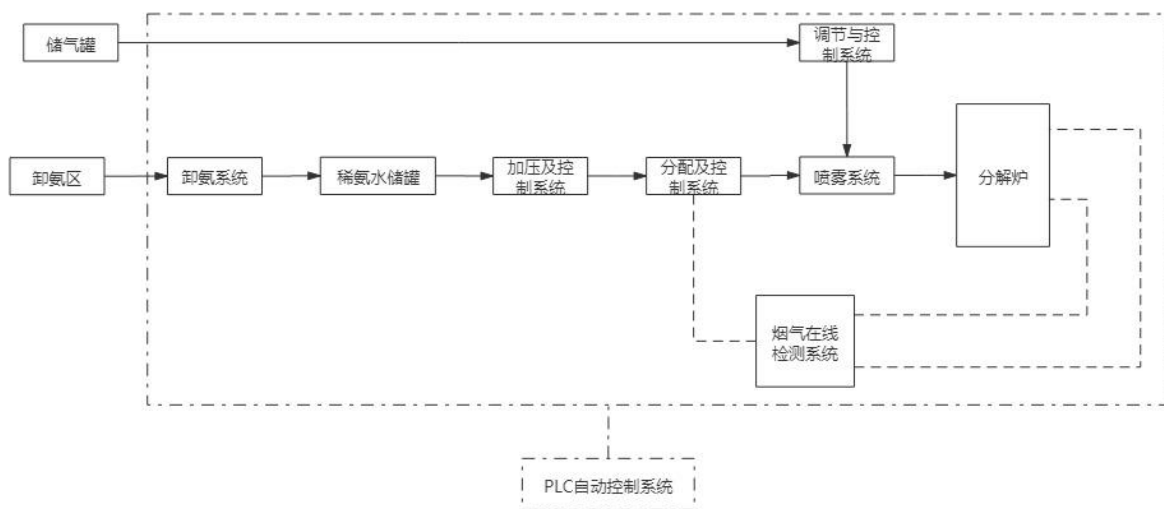 储气罐
调节与控
制系统
卸氨区
卸氨系统
稀氨水储罐
加压及控
制系统
分配及控
制系统
喷雾系统
分解炉
烟气在线
检测系统
PLC自动控制系统